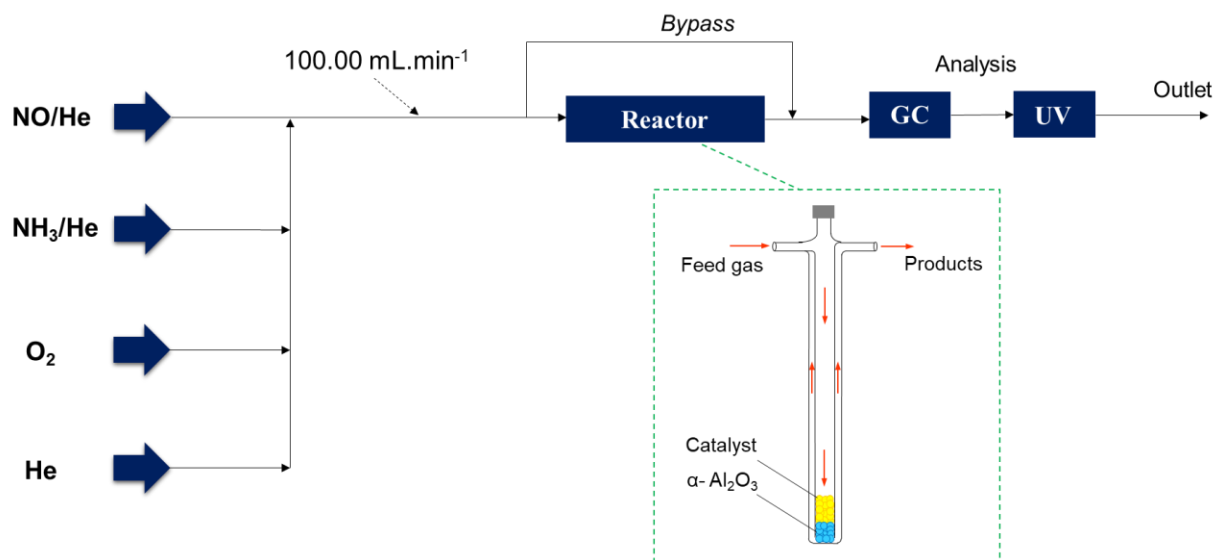 Bypass
100.00 mL.min⁻¹
Analysis
Outlet
NO/He
Reactor
GC
UV
NH₃/He
Feed gas
Products
O₂
Catalyst
α- Al₂O₃
He